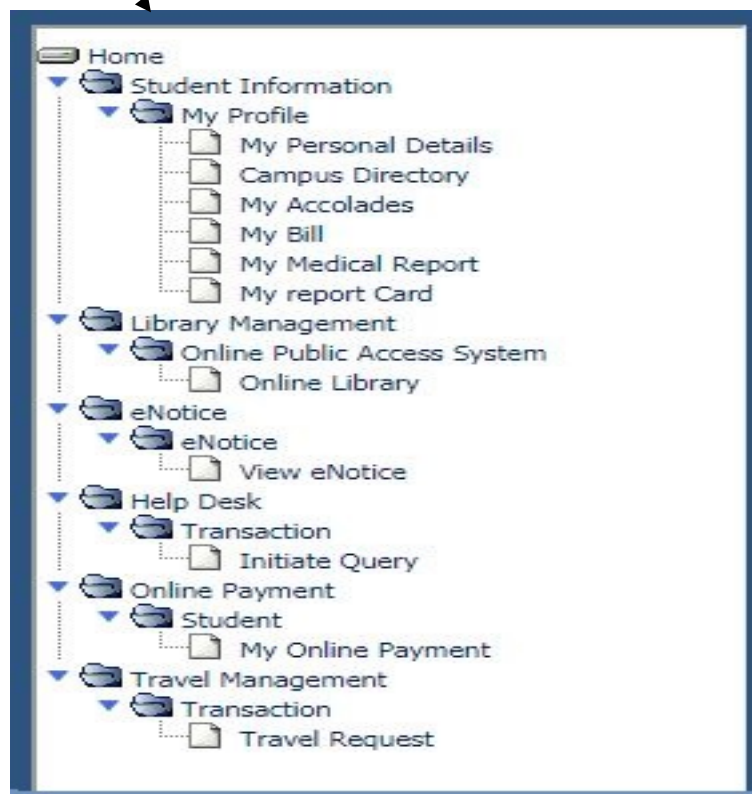 Home
Student Information
My Profile
My Personal Details
Campus Directory
My Accolades
My Bill
My Medical Report
My report Card
Library Management
Online Public Access System
Online Library
eNotice
eNotice
View eNotice
Help Desk
Transaction
Initiate Query
Online Payment
Student
My Online Payment
Travel Management
Transaction
Travel Request